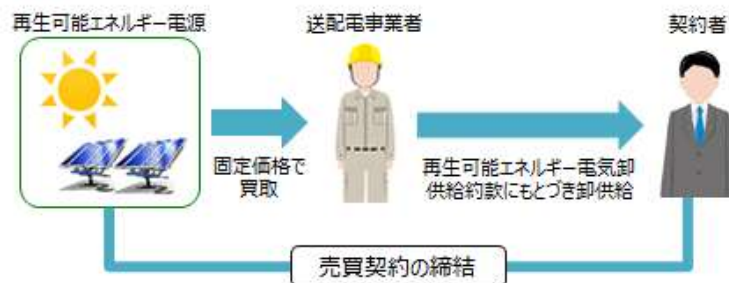 再生可能エネルギー電源
送配電事業者
契約者
固定価格で
買取
再生可能エネルギー電気卸
供給約款にもとづき卸供給
売買契約の締結